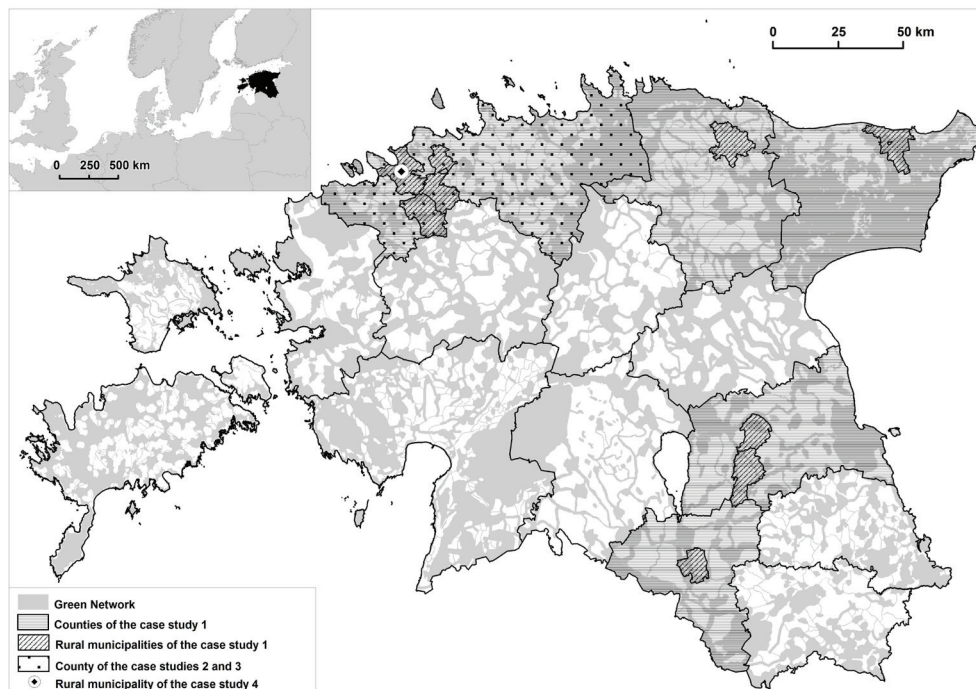 0 25 50 km
0 250 500 km
Green Network
Counties of the case study 1
Rural municipalities of the case study 1
County of the case studies 2 and 3
Rural municipality of the case study 4